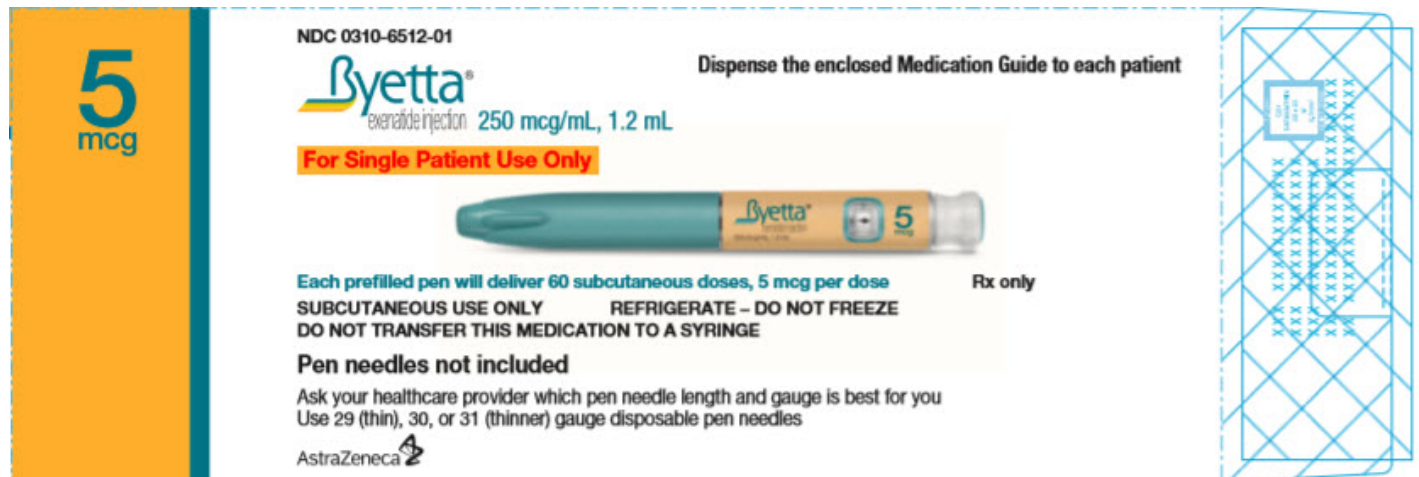 5
mcg
NDC 0310-6512-01
Byetta®
exenatide injection 250 mcg/mL, 1.2 mL
Dispense the enclosed Medication Guide to each patient
For Single Patient Use Only
Byetta®
5
mcg
Each prefilled pen will deliver 60 subcutaneous doses, 5 mcg per dose
Rx only
SUBCUTANEOUS USE ONLY REFRIGERATE – DO NOT FREEZE
DO NOT TRANSFER THIS MEDICATION TO A SYRINGE
Pen needles not included
Ask your healthcare provider which pen needle length and gauge is best for you
Use 29 (thin), 30, or 31 (thinner) gauge disposable pen needles
AstraZeneca